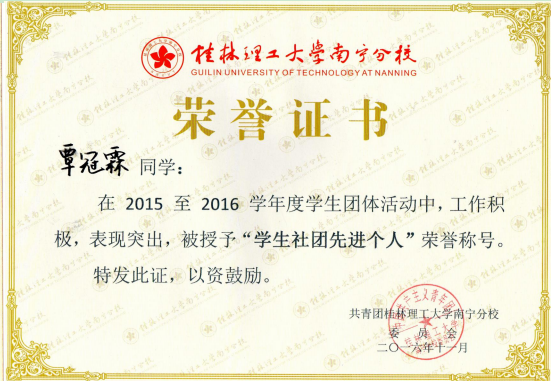 桂林理工大学南宁分校
GUILIN UNIVERSITY OF TECHNOLOGY AT NANNING
荣誉证书
覃冠霖 同学：
在 2015 至 2016 学年度学生团体活动中，工作积
极，表现突出，被授予“学生社团先进个人”荣誉称号。
特发此证，以资鼓励。
共青团桂林理工大学南宁分校
委员会
二〇一六年十一月